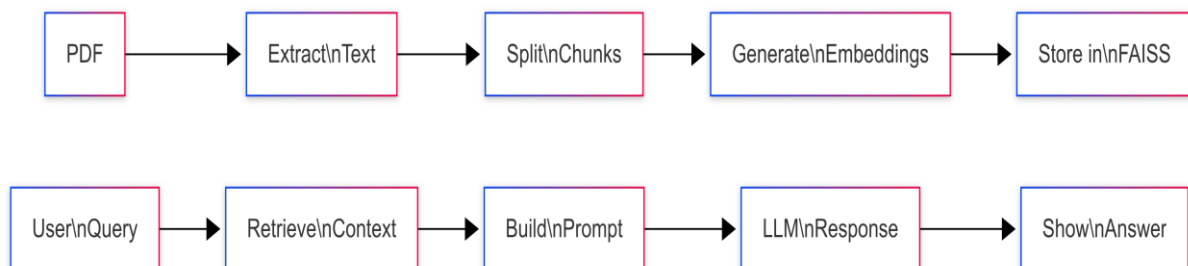 PDF
Extract\nText
Split\nChunks
Generate\nEmbeddings
Store in\nFAISS
User\nQuery
Retrieve\nContext
Build\nPrompt
LLM\nResponse
Show\nAnswer